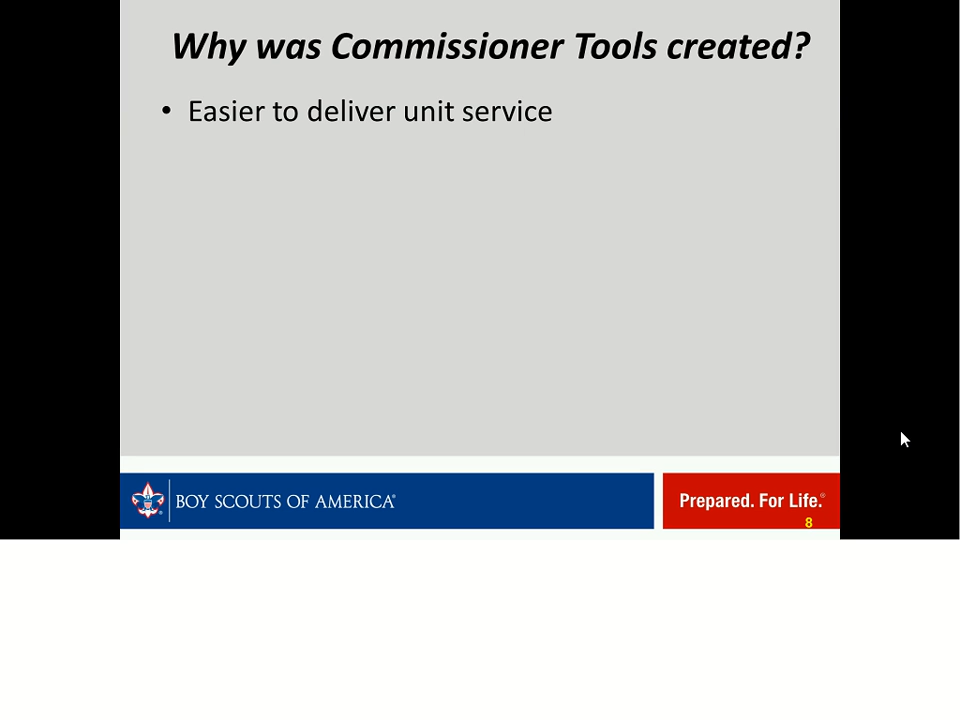 Why was Commissioner Tools created?
• Easier to deliver unit service
BOY SCOUTS OF AMERICA®
Prepared. For Life.®
8